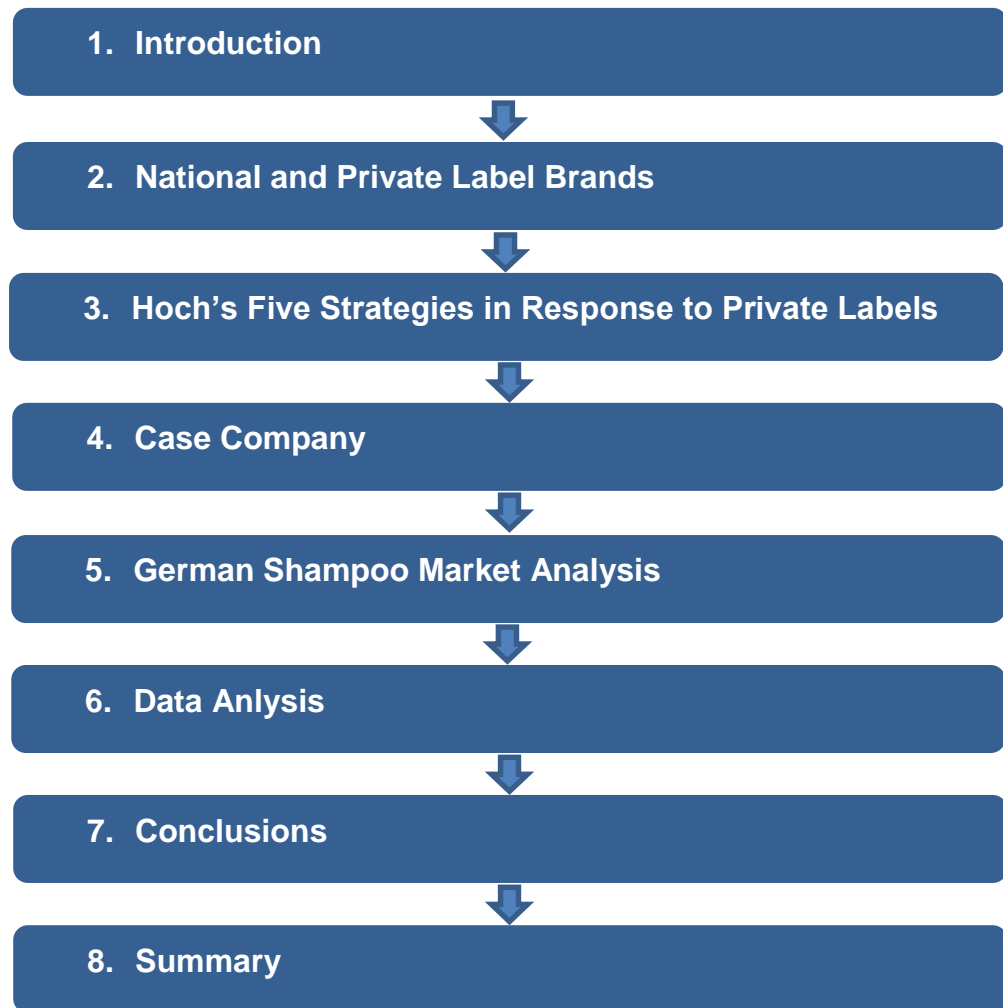 1. Introduction
2. National and Private Label Brands
3. Hoch’s Five Strategies in Response to Private Labels
4. Case Company
5. German Shampoo Market Analysis
6. Data Anlysis
7. Conclusions
8. Summary